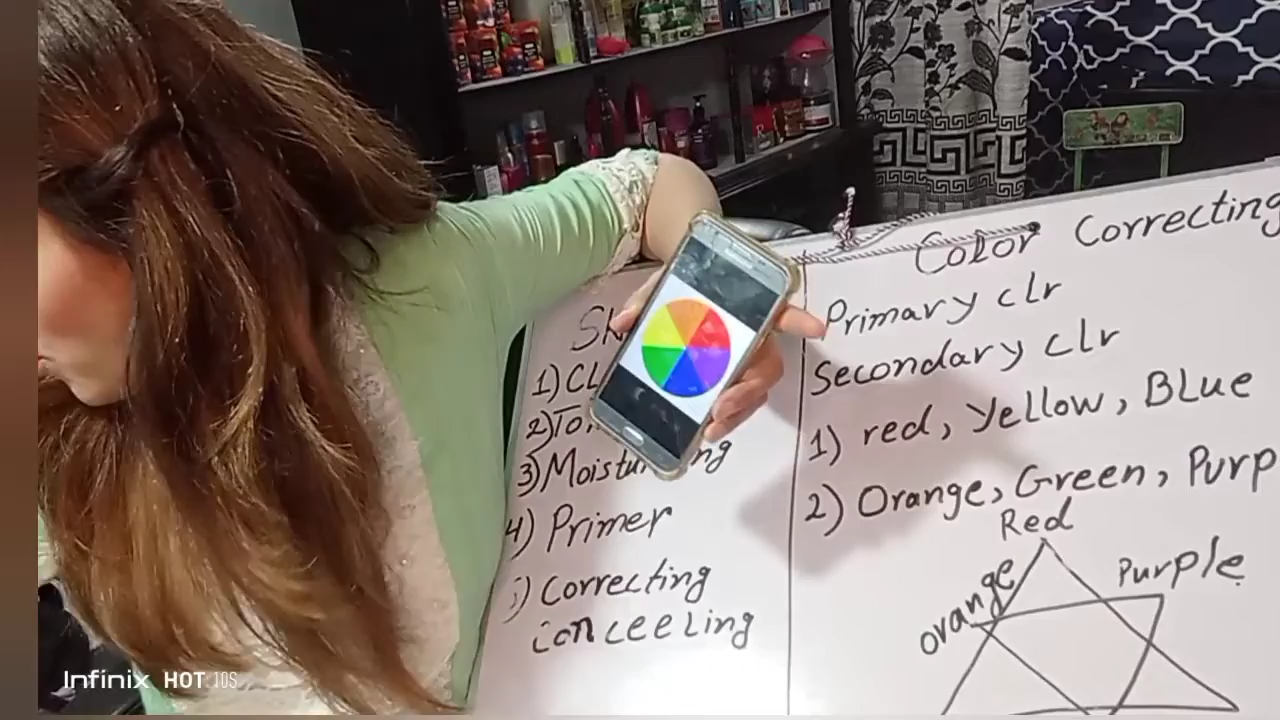 Color Correcting
Primary clr
Secondary clr
1) red, Yellow, Blue
2) Orange, Green, Purp
Red
orange
Purple
1) CL
2) To
3) Moistu ng
4) Primer
) Correcting
conceeLing
Infinix HOT 10S